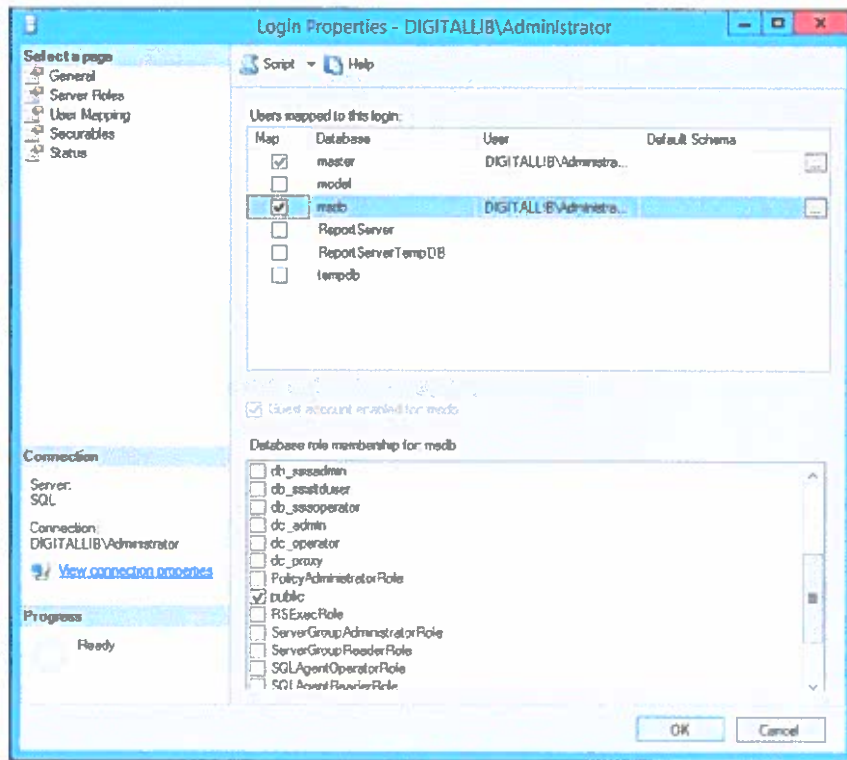 Login Properties - DIGITALLIB\Administrator
Select a page
General
Server Roles
User Mapping
Securables
Status
Script
Help
Users mapped to this login:
Map Database User Default Schema
master DIGITALLIB\Administra... ...
model
msdb DIGITALLIB\Administra... ...
ReportServer
ReportServerTempDB
tempdb
Guest account enabled for: msdb
Database role membership for: msdb
db_ssisadmin
db_ssisltduser
db_ssisoperator
dc_admin
dc_operator
dc_proxy
PolicyAdministratorRole
public
RSExecRole
ServerGroupAdministratorRole
ServerGroupReaderRole
SQLAgentOperatorRole
SQLAgentReaderRole
Connection
Server:
SQL
Connection:
DIGITALLIB\Administrator
View connection properties
Progress
Ready
OK Cancel